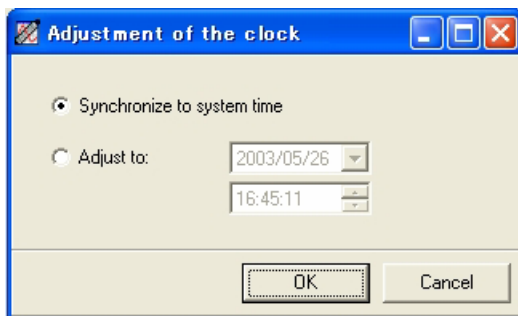 Adjustment of the clock
Synchronize to system time
Adjust to:
2003/05/26
16:45:11
OK
Cancel